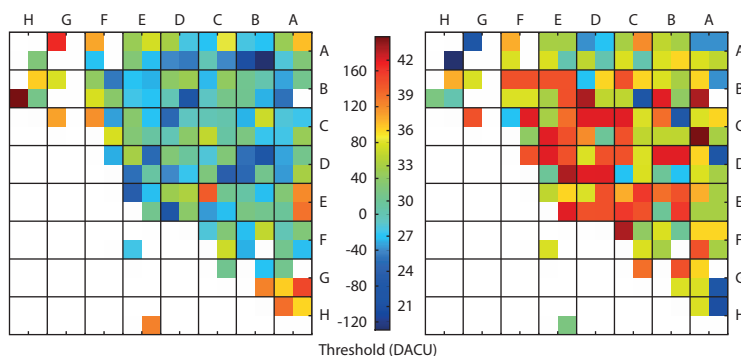 H G F E D C B A H G F E D C B A
A A
B B
C C
D D
E E
F F
G G
H H
160 42
120 39
80 36
40 33
0 30
-40 27
-80 24
-120 21
Threshold (DACU)